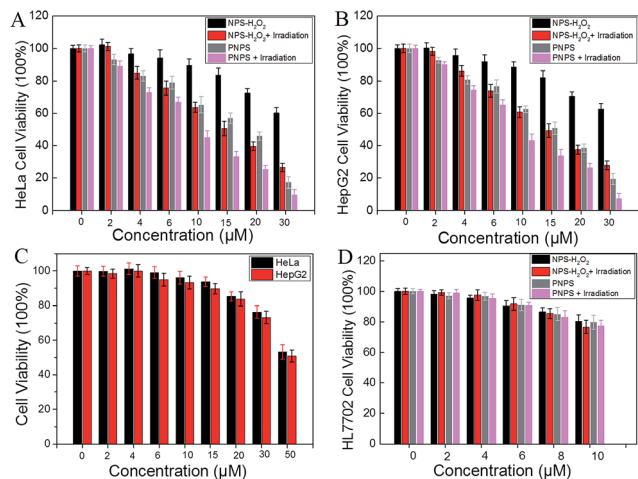 A
NPS-H₂O₂
NPS-H₂O₂+ Irradiation
PNPS
PNPS + Irradiation
120
100
80
60
40
20
0
HeLa Cell Viability (100%)
0 2 4 6 10 15 20 30
Concentration (µM)
B
NPS-H₂O₂
NPS-H₂O₂+ Irradiation
PNPS
PNPS + Irradiation
120
100
80
60
40
20
0
HepG2 Cell Viability (100%)
0 2 4 6 10 15 20 30
Concentration (µM)
C
HeLa
HepG2
100
80
60
40
20
0
Cell Viability (100%)
0 2 4 6 10 15 20 30 50
Concentration (µM)
D
NPS-H₂O₂
NPS-H₂O₂+ Irradiation
PNPS
PNPS + Irradiation
120
100
80
60
40
20
0
HL7702 Cell Viability (100%)
0 2 4 6 8 10
Concentration (µM)